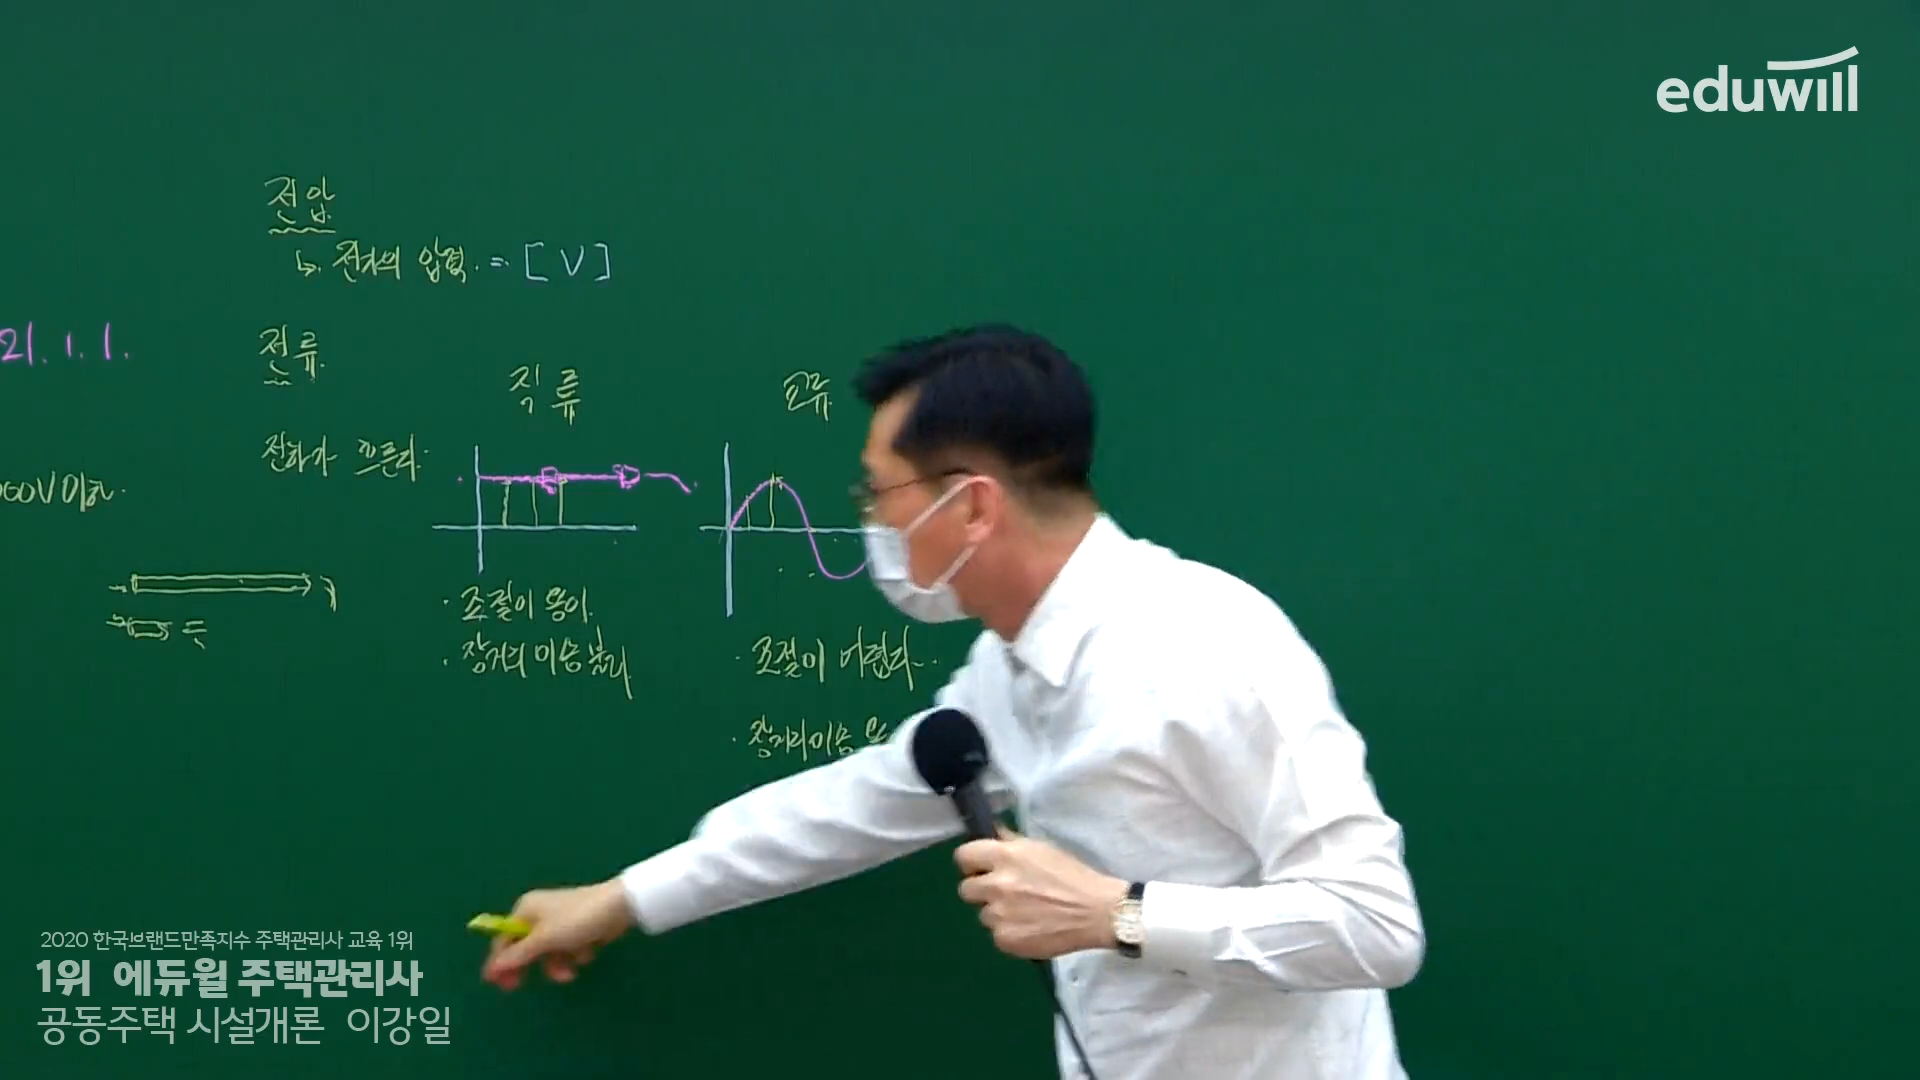 eduwill
전압
↳ 전자의 압력 = [V]
21. 1. 1.
전류
직류
교류
전하가 흐른다
000V 이하
· 조절이 용이
· 장거리 이송 불리
· 조절이 어렵다
· 장거리 이송
2020 한국브랜드만족지수 주택관리사 교육 1위
1위 에듀윌 주택관리사
공동주택 시설개론 이강일